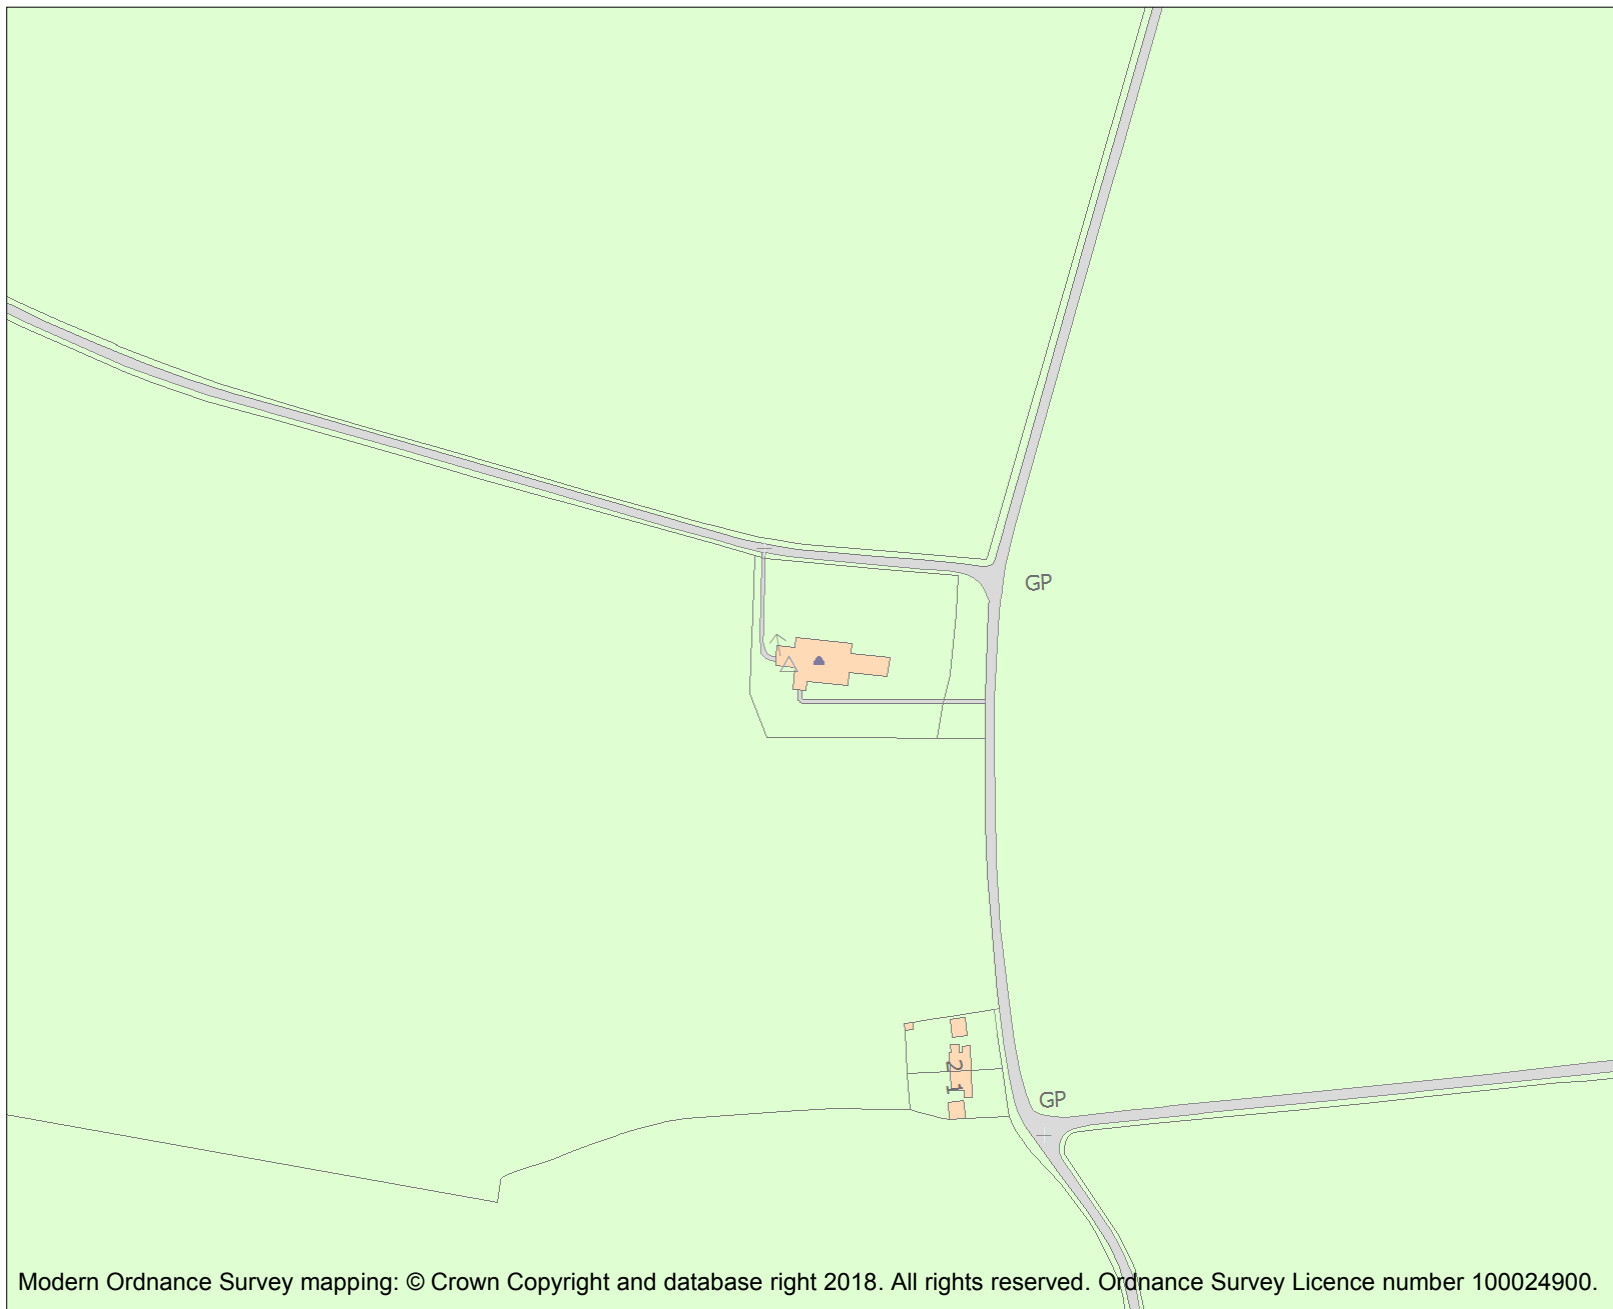 GP
2
1
GP
Modern Ordnance Survey mapping: © Crown Copyright and database right 2018. All rights reserved. Ordnance Survey Licence number 100024900.